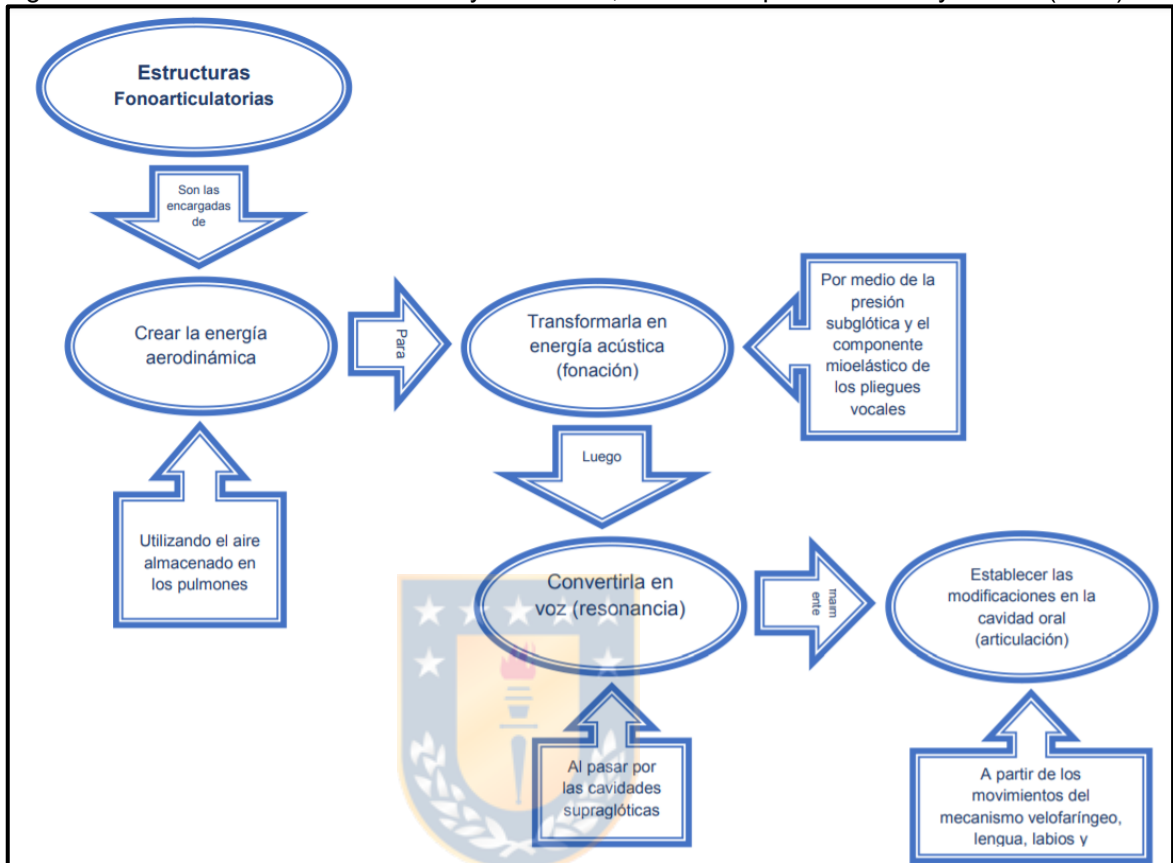 Estructuras
Fonoarticulatorias
Son las
encargadas
de
Crear la energía
aerodinámica
Para
Transformarla en
energía acústica
(fonación)
Por medio de la
presión
subglótica y el
componente
mioelástico de
los pliegues
vocales
Utilizando el aire
almacenado en
los pulmones
Luego
Convertirla en
voz (resonancia)
ente
Establecer las
modificaciones en la
cavidad oral
(articulación)
Al pasar por
las cavidades
supraglóticas
A partir de los
movimientos del
mecanismo velofaríngeo,
lengua, labios y